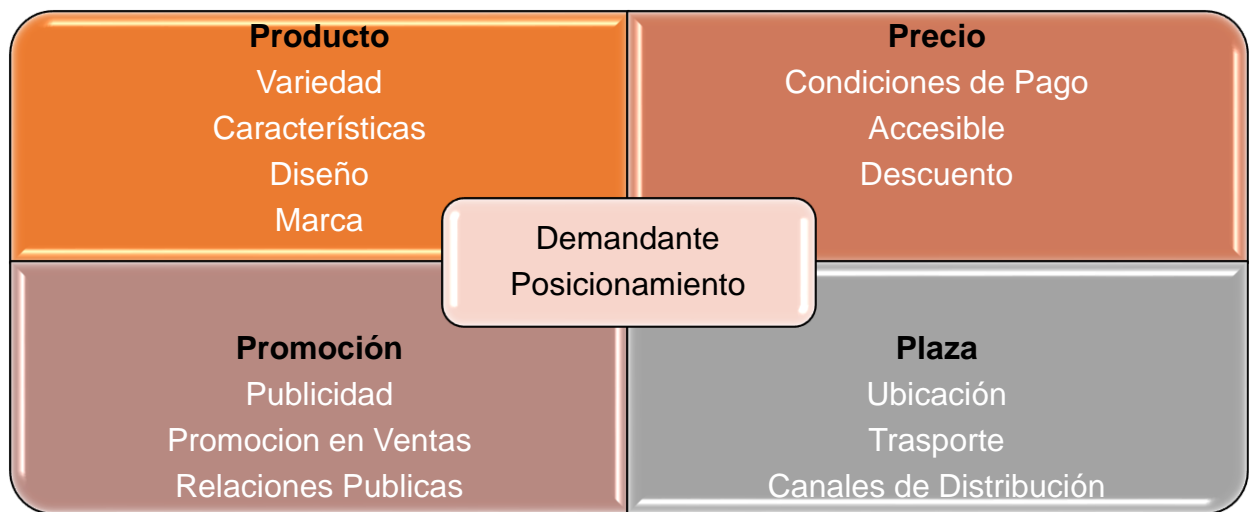 Producto
Variedad
Características
Diseño
Marca
Precio
Condiciones de Pago
Accesible
Descuento
Demandante
Posicionamiento
Promoción
Publicidad
Promocion en Ventas
Relaciones Publicas
Plaza
Ubicación
Trasporte
Canales de Distribución